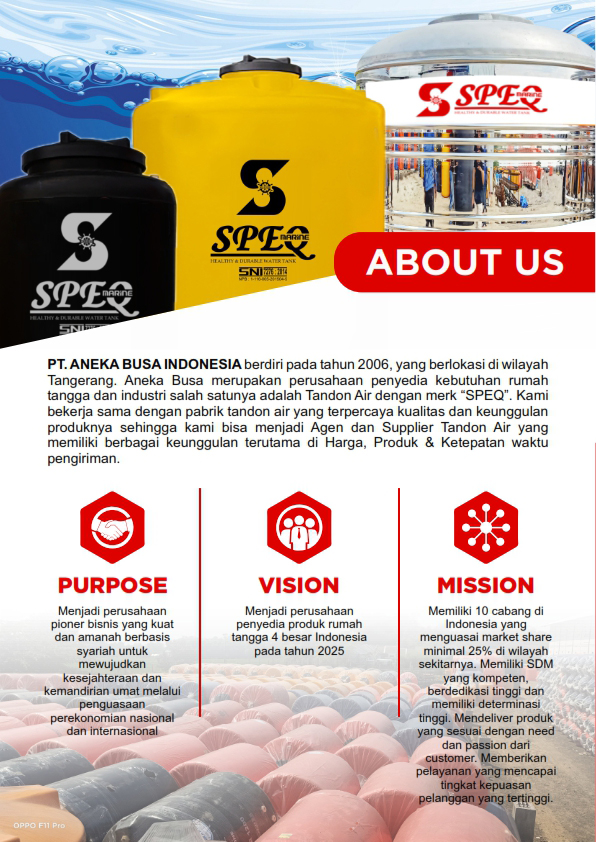 SPEQ
MARINE
HEALTHY & DURABLE WATER TANK
SPEQ
MARINE
HEALTHY & DURABLE WATER TANK
SNI
SPEQ
MARINE
HEALTHY & DURABLE WATER TANK
SNI
ABOUT US
PT. ANEKA BUSA INDONESIA berdiri pada tahun 2006, yang berlokasi di wilayah
Tangerang. Aneka Busa merupakan perusahaan penyedia kebutuhan rumah
tangga dan industri salah satunya adalah Tandon Air dengan merk “SPEQ”. Kami
bekerja sama dengan pabrik tandon air yang terpercaya kualitas dan keunggulan
produknya sehingga kami bisa menjadi Agen dan Supplier Tandon Air yang
memiliki berbagai keunggulan terutama di Harga, Produk & Ketepatan waktu
pengiriman.
PURPOSE
Menjadi perusahaan
pioner bisnis yang kuat
dan amanah berbasis
syariah untuk
mewujudkan
kesejahteraan dan
kemandirian umat melalui
penguasaan
perekonomian nasional
dan internasional
VISION
Menjadi perusahaan
penyedia produk rumah
tangga 4 besar Indonesia
pada tahun 2025
MISSION
Memiliki 10 cabang di
Indonesia yang
menguasai market share
minimal 25% di wilayah
sekitarnya. Memiliki SDM
yang kompeten,
berdedikasi tinggi dan
memiliki determinasi
tinggi. Mendeliver produk
yang sesuai dengan need
dan passion dari
customer. Memberikan
pelayanan yang mencapai
tingkat kepuasan
pelanggan yang tertinggi.
OPPO F11 Pro